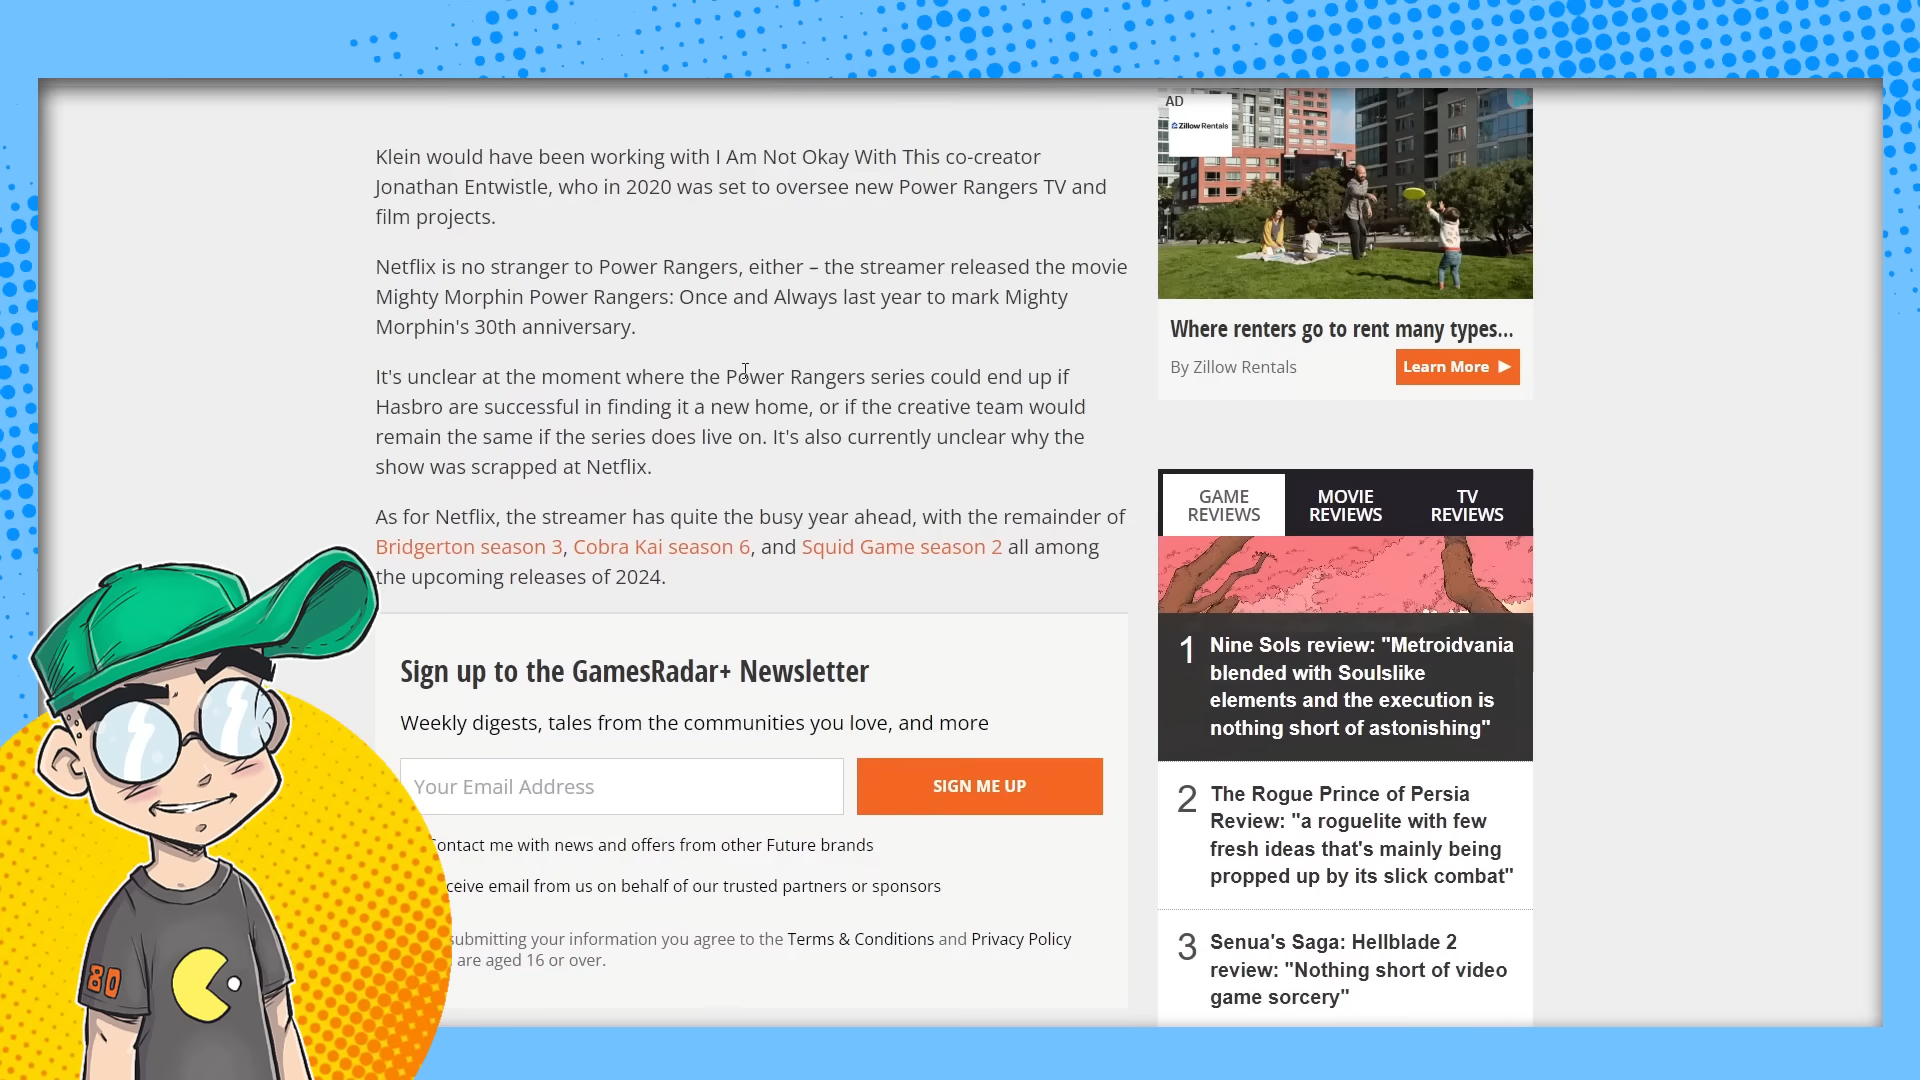 Klein would have been working with I Am Not Okay With This co-creator
Jonathan Entwistle, who in 2020 was set to oversee new Power Rangers TV and
film projects.
Netflix is no stranger to Power Rangers, either – the streamer released the movie
Mighty Morphin Power Rangers: Once and Always last year to mark Mighty
Morphin's 30th anniversary.
It's unclear at the moment where the Power Rangers series could end up if
Hasbro are successful in finding it a new home, or if the creative team would
remain the same if the series does live on. It's also currently unclear why the
show was scrapped at Netflix.
As for Netflix, the streamer has quite the busy year ahead, with the remainder of
Bridgerton season 3, Cobra Kai season 6, and Squid Game season 2 all among
the upcoming releases of 2024.
Sign up to the GamesRadar+ Newsletter
Weekly digests, tales from the communities you love, and more
Your Email Address
SIGN ME UP
ontact me with news and offers from other Future brands
ceive email from us on behalf of our trusted partners or sponsors
submitting your information you agree to the Terms & Conditions and Privacy Policy
are aged 16 or over.
80
AD
Zillow Rentals
Where renters go to rent many types...
By Zillow Rentals
Learn More
GAME
REVIEWS
MOVIE
REVIEWS
TV
REVIEWS
1
Nine Sols review: "Metroidvania
blended with Soulslike
elements and the execution is
nothing short of astonishing"
2
The Rogue Prince of Persia
Review: "a roguelite with few
fresh ideas that's mainly being
propped up by its slick combat"
3
Senua's Saga: Hellblade 2
review: "Nothing short of video
game sorcery"